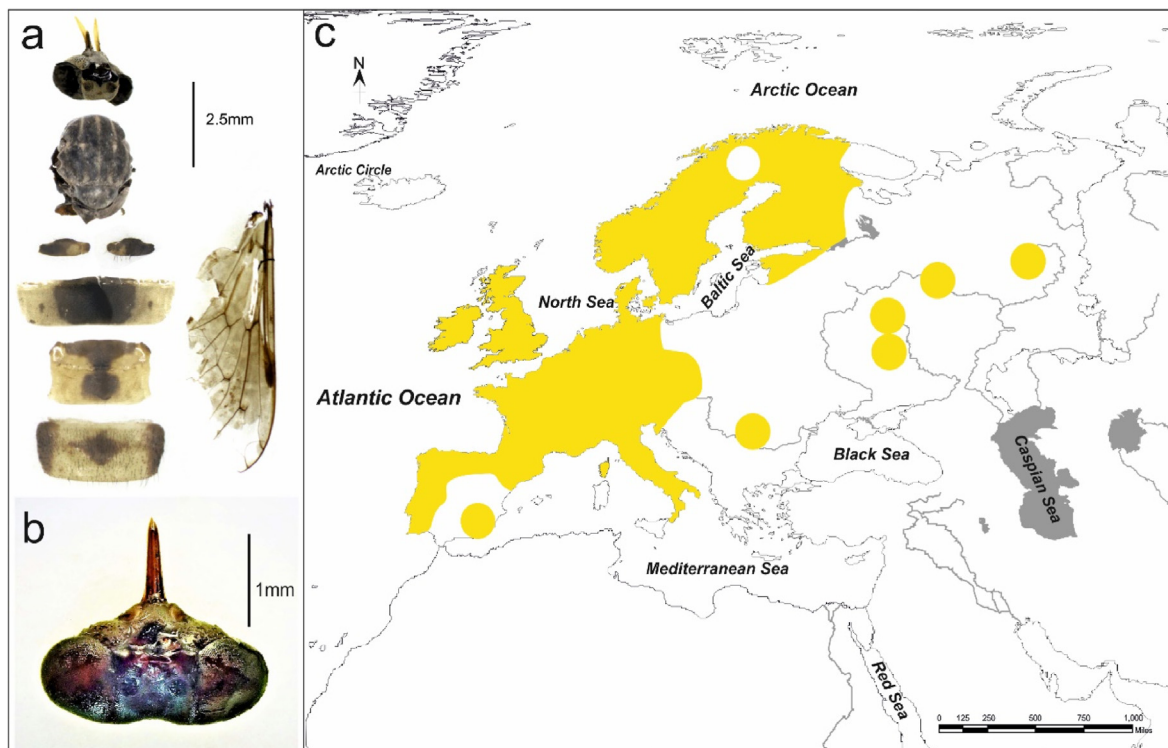 a
2.5mm
b
1mm
c
N
Arctic Ocean
Arctic Circle
North Sea
Baltic Sea
Atlantic Ocean
Black Sea
Caspian Sea
Mediterranean Sea
Red Sea
0 125 250 500 750 1,000
Miles